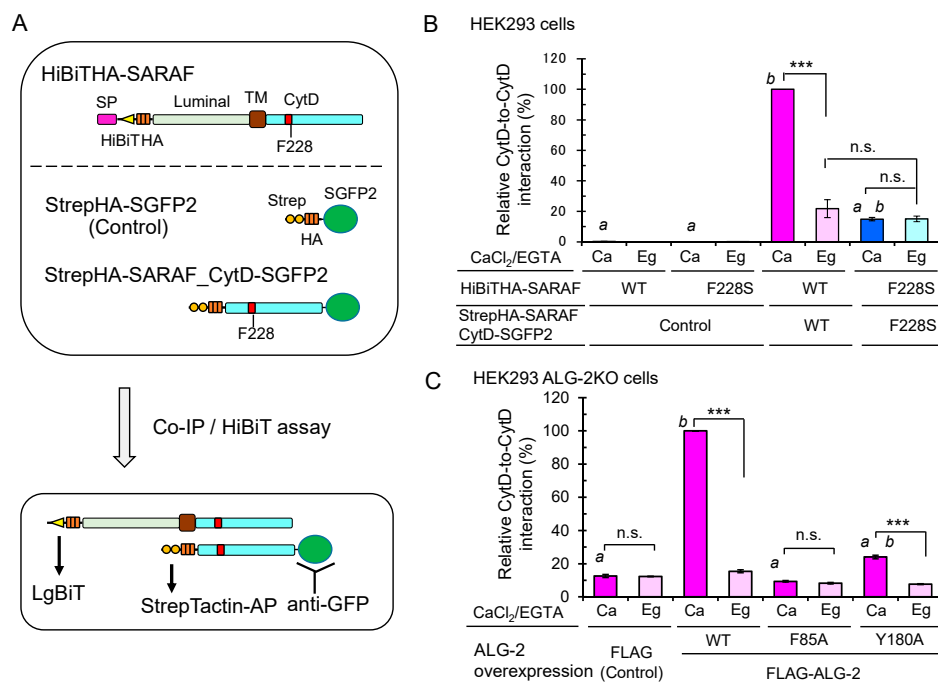 A
HiBiTHA-SARAF
SP
Luminal
TM
CytD
HiBiTHA
F228
StrepHA-SGFP2
(Control)
Strep
SGFP2
HA
StrepHA-SARAF_CytD-SGFP2
F228
Co-IP / HiBiT assay
LgBiT
StrepTactin-AP
anti-GFP
B
HEK293 cells
Relative CytD-to-CytD
interaction (%)
120
100
80
60
40
20
0
a
a
b
***
n.s.
n.s.
a b
CaCl2/EGTA Ca Eg Ca Eg Ca Eg Ca Eg
HiBiTHA-SARAF WT F228S WT F228S
StrepHA-SARAF
CytD-SGFP2 Control WT F228S
C
HEK293 ALG-2KO cells
Relative CytD-to-CytD
interaction (%)
120
100
80
60
40
20
0
a
n.s.
b
***
a
n.s.
a b
***
CaCl2/EGTA Ca Eg Ca Eg Ca Eg Ca Eg
ALG-2
overexpression
FLAG
(Control)
WT F85A Y180A
FLAG-ALG-2